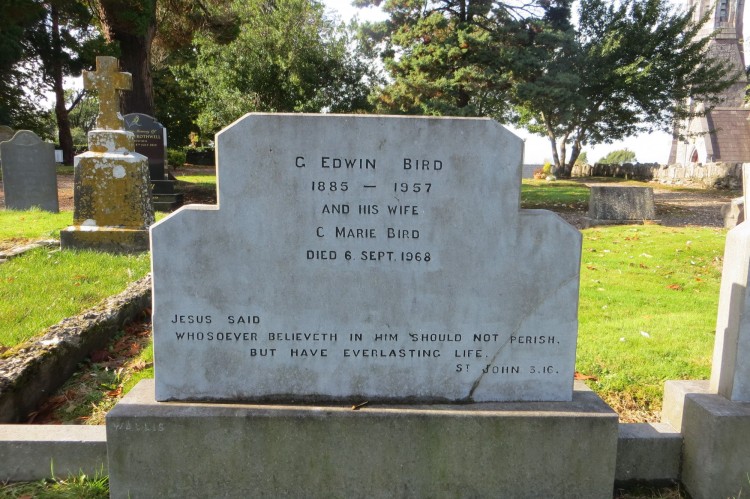 G EDWIN BIRD
1885 — 1957
AND HIS WIFE
C MARIE BIRD
DIED 6. SEPT. 1968
JESUS SAID
WHOSOEVER BELIEVETH IN HIM SHOULD NOT PERISH,
BUT HAVE EVERLASTING LIFE.
ST JOHN 3.16.
WALLIS